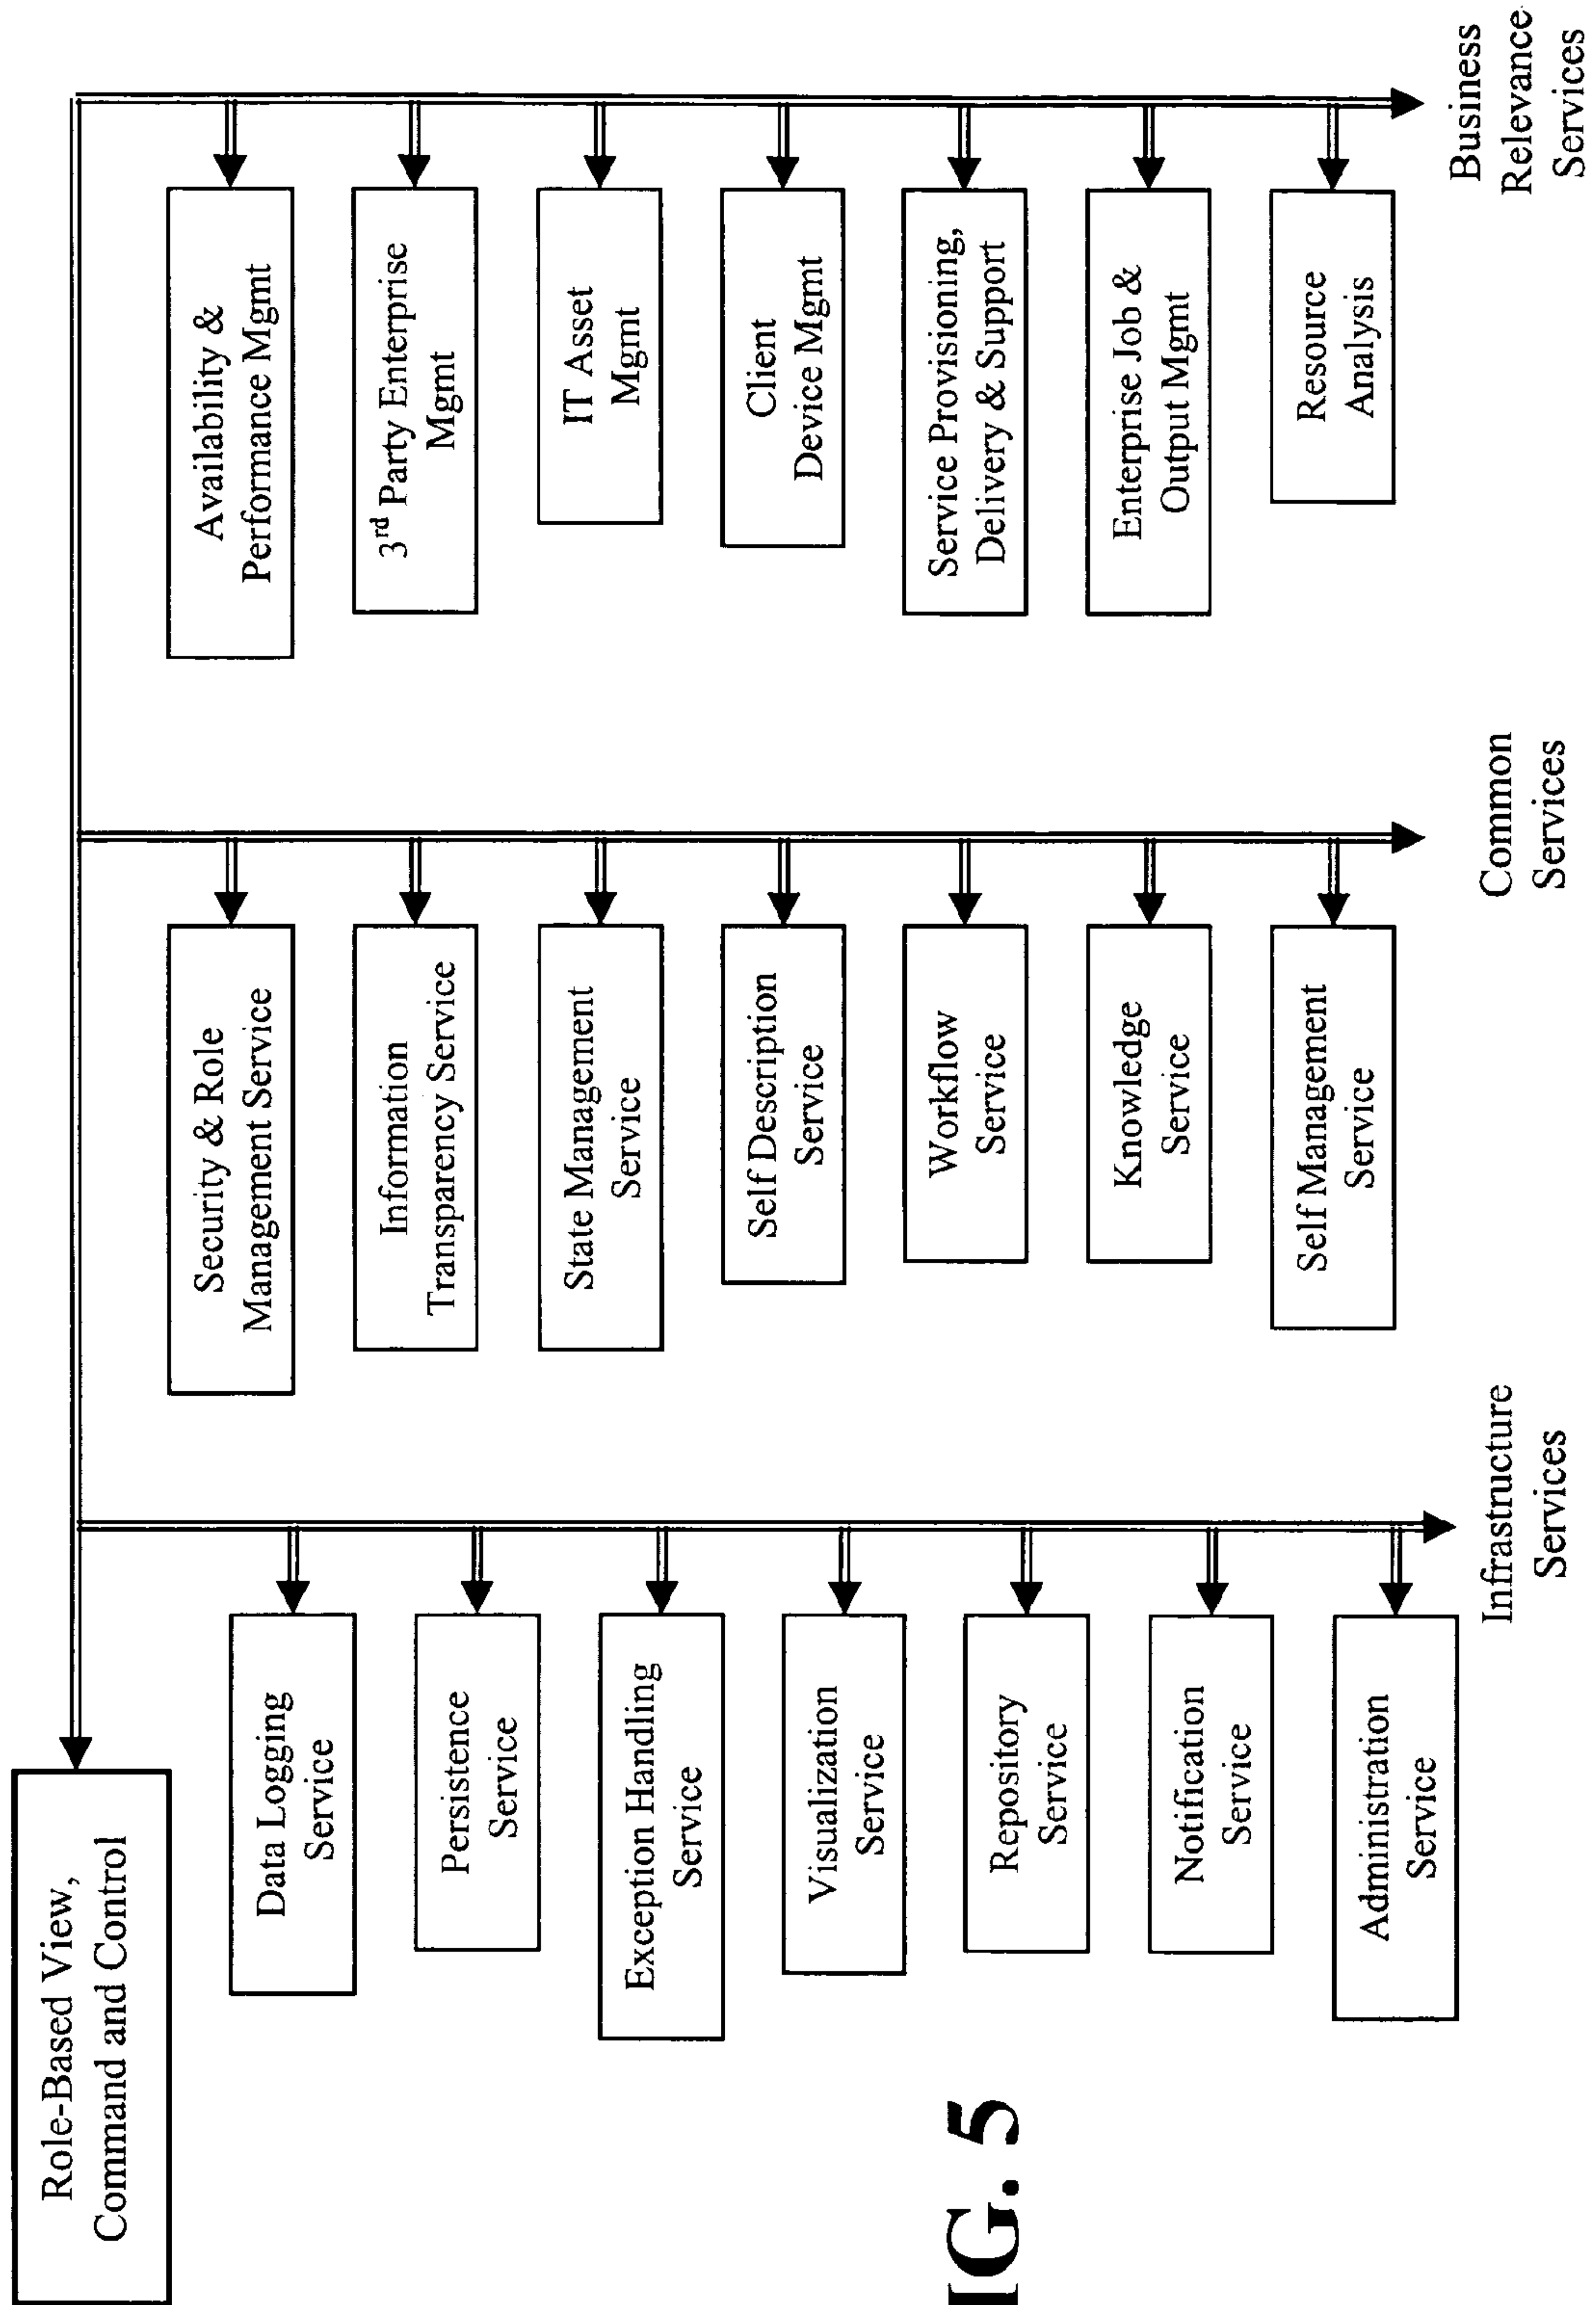 Role-Based View,
Command and Control
Data Logging
Service
Persistence
Service
Exception Handling
Service
Visualization
Service
Repository
Service
Notification
Service
Administration
Service
Infrastructure
Services
Security & Role
Management Service
Information
Transparency Service
State Management
Service
Self Description
Service
Workflow
Service
Knowledge
Service
Self Management
Service
Common
Services
Availability &
Performance Mgmt
3rd Party Enterprise
Mgmt
IT Asset
Mgmt
Client
Device Mgmt
Service Provisioning,
Delivery & Support
Enterprise Job &
Output Mgmt
Resource
Analysis
Business
Relevance
Services
IG. 5